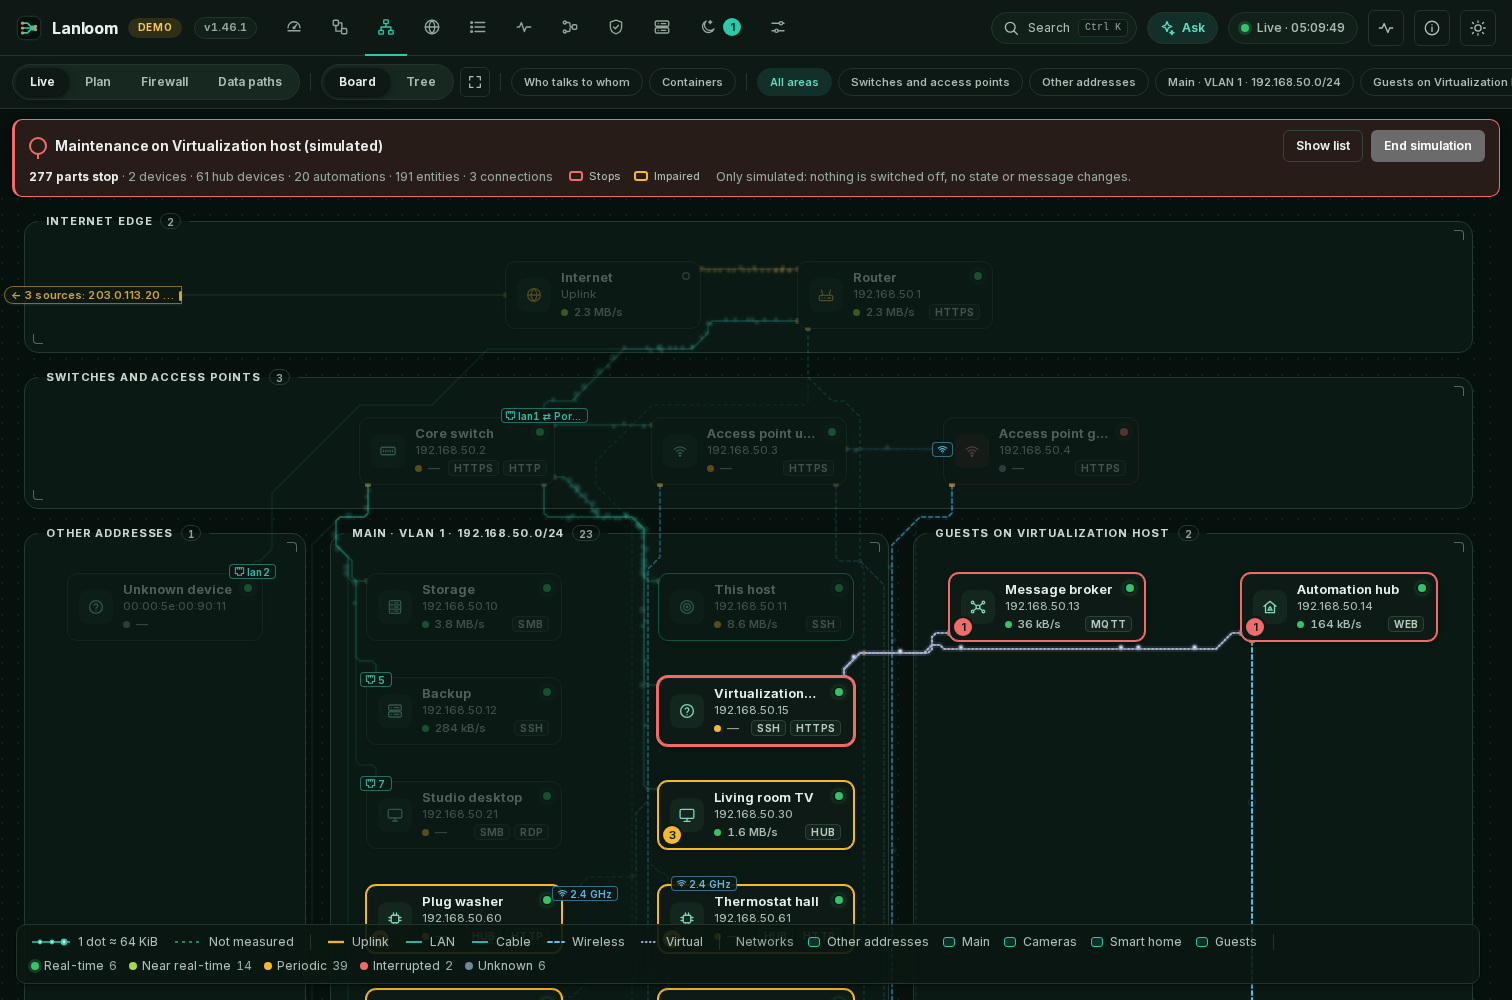 Lanloom DEMO v1.46.1 1 Search Ctrl K Ask Live · 05:09:49
Live Plan Firewall Data paths Board Tree Who talks to whom Containers All areas Switches and access points Other addresses Main · VLAN 1 · 192.168.50.0/24 Guests on Virtualization
Maintenance on Virtualization host (simulated) Show list End simulation
277 parts stop · 2 devices · 61 hub devices · 20 automations · 191 entities · 3 connections Stops Impaired Only simulated: nothing is switched off, no state or message changes.
INTERNET EDGE 2
Internet
Uplink
2.3 MB/s
Router
192.168.50.1
2.3 MB/s HTTPS
← 3 sources: 203.0.113.20 ...
SWITCHES AND ACCESS POINTS 3
lan1 ⇄ Por...
Core switch
192.168.50.2
— HTTPS HTTP
Access point u...
192.168.50.3
— HTTPS
Access point g...
192.168.50.4
— HTTPS
OTHER ADDRESSES 1
lan2
Unknown device
00:00:5e:00:90:11
—
MAIN · VLAN 1 · 192.168.50.0/24 23
Storage
192.168.50.10
3.8 MB/s SMB
This host
192.168.50.11
8.6 MB/s SSH
5
Backup
192.168.50.12
284 kB/s SSH
Virtualization...
192.168.50.15
— SSH HTTPS
7
Studio desktop
192.168.50.21
— SMB RDP
Living room TV
192.168.50.30
1.6 MB/s HUB
3
2.4 GHz
Plug washer
192.168.50.60
2.4 GHz
Thermostat hall
192.168.50.61
GUESTS ON VIRTUALIZATION HOST 2
Message broker
192.168.50.13
36 kB/s MQTT
1
Automation hub
192.168.50.14
164 kB/s WEB
1
1 dot ≈ 64 KiB Not measured Uplink LAN Cable Wireless Virtual Networks Other addresses Main Cameras Smart home Guests
Real-time 6 Near real-time 14 Periodic 39 Interrupted 2 Unknown 6